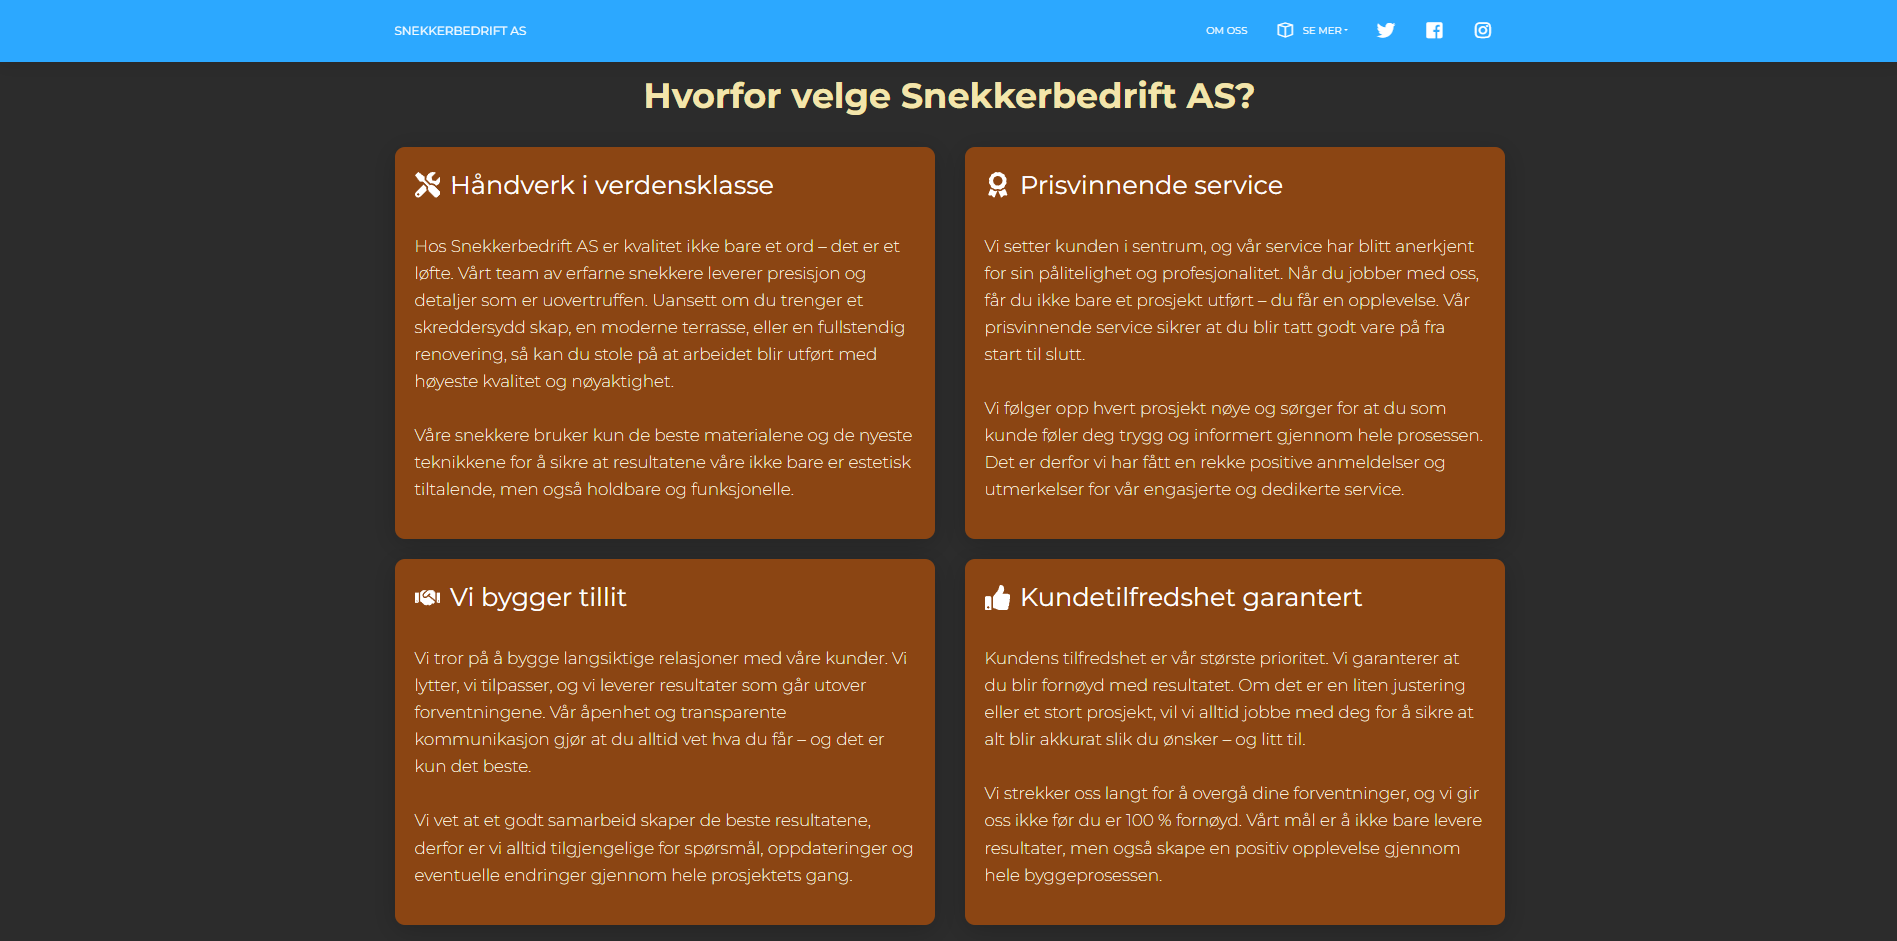 SNEKKERBEDRIFT AS
OM OSS
SE MER
Hvorfor velge Snekkerbedrift AS?
Håndverk i verdensklasse
Hos Snekkerbedrift AS er kvalitet ikke bare et ord – det er et
løfte. Vårt team av erfarne snekkere leverer presisjon og
detaljer som er uovertruffen. Uansett om du trenger et
skreddersydd skap, en moderne terrasse, eller en fullstendig
renovering, så kan du stole på at arbeidet blir utført med
høyeste kvalitet og nøyaktighet.
Våre snekkere bruker kun de beste materialene og de nyeste
teknikkene for å sikre at resultatene våre ikke bare er estetisk
tiltalende, men også holdbare og funksjonelle.
Prisvinnende service
Vi setter kunden i sentrum, og vår service har blitt anerkjent
for sin pålitelighet og profesjonalitet. Når du jobber med oss,
får du ikke bare et prosjekt utført – du får en opplevelse. Vår
prisvinnende service sikrer at du blir tatt godt vare på fra
start til slutt.
Vi følger opp hvert prosjekt nøye og sørger for at du som
kunde føler deg trygg og informert gjennom hele prosessen.
Det er derfor vi har fått en rekke positive anmeldelser og
utmerkelser for vår engasjerte og dedikerte service.
Vi bygger tillit
Vi tror på å bygge langsiktige relasjoner med våre kunder. Vi
lytter, vi tilpasser, og vi leverer resultater som går utover
forventningene. Vår åpenhet og transparente
kommunikasjon gjør at du alltid vet hva du får – og det er
kun det beste.
Vi vet at et godt samarbeid skaper de beste resultatene,
derfor er vi alltid tilgjengelige for spørsmål, oppdateringer og
eventuelle endringer gjennom hele prosjektets gang.
Kundetilfredshet garantert
Kundens tilfredshet er vår største prioritet. Vi garanterer at
du blir fornøyd med resultatet. Om det er en liten justering
eller et stort prosjekt, vil vi alltid jobbe med deg for å sikre at
alt blir akkurat slik du ønsker – og litt til.
Vi strekker oss langt for å overgå dine forventninger, og vi gir
oss ikke før du er 100 % fornøyd. Vårt mål er å ikke bare levere
resultater, men også skape en positiv opplevelse gjennom
hele byggeprosessen.